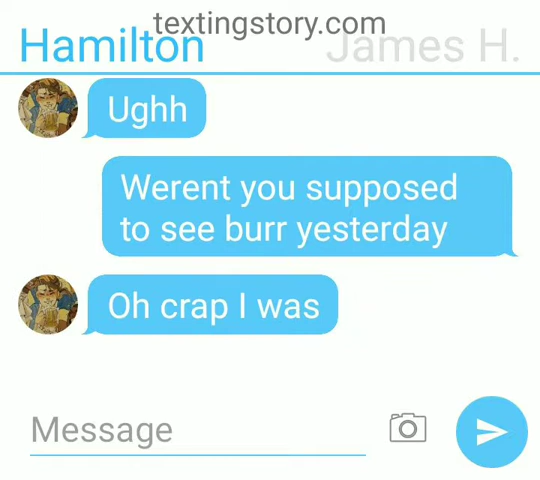 textingstory.com
Hamilton James H.
Ughh
Werent you supposed
to see burr yesterday
Oh crap I was
Message